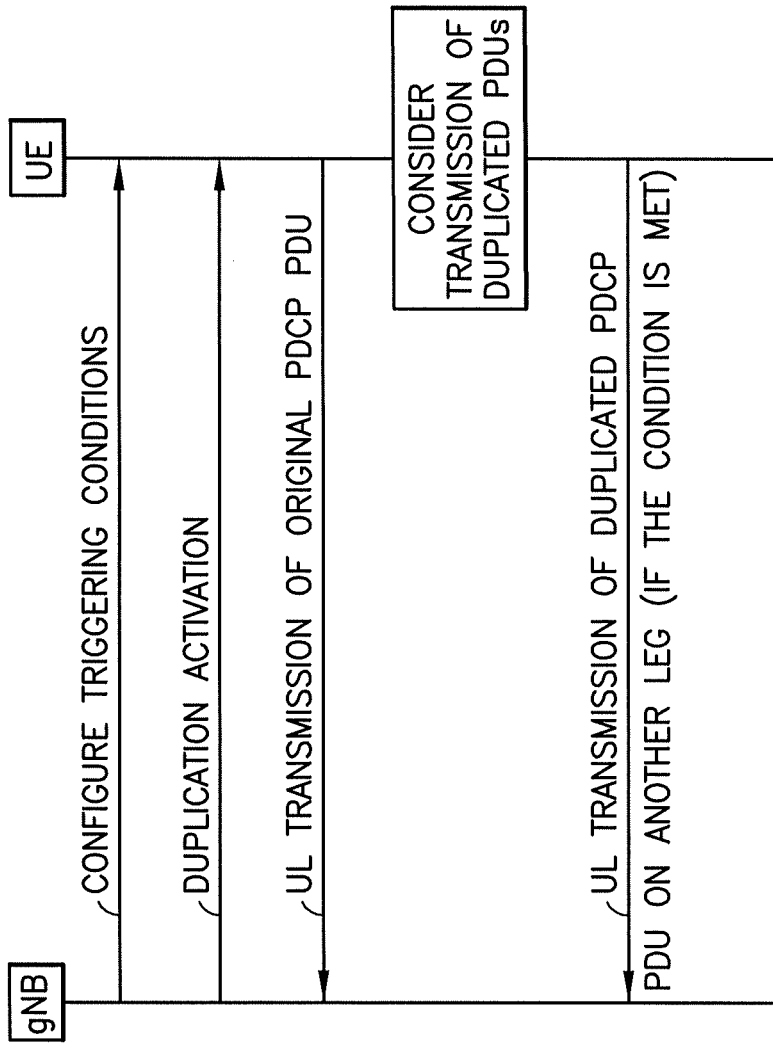 gNB
UE
CONFIGURE TRIGGERING CONDITIONS
DUPLICATION ACTIVATION
UL TRANSMISSION OF ORIGINAL PDCP PDU
CONSIDER
TRANSMISSION OF
DUPLICATED PDUs
UL TRANSMISSION OF DUPLICATED PDCP
PDU ON ANOTHER LEG (IF THE CONDITION IS MET)